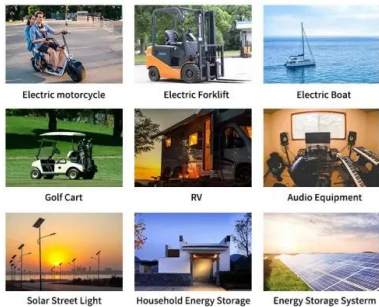 Electric motorcycle
Electric Forklift
Electric Boat
Golf Cart
RV
Audio Equipment
Solar Street Light
Household Energy Storage
Energy Storage Systerm